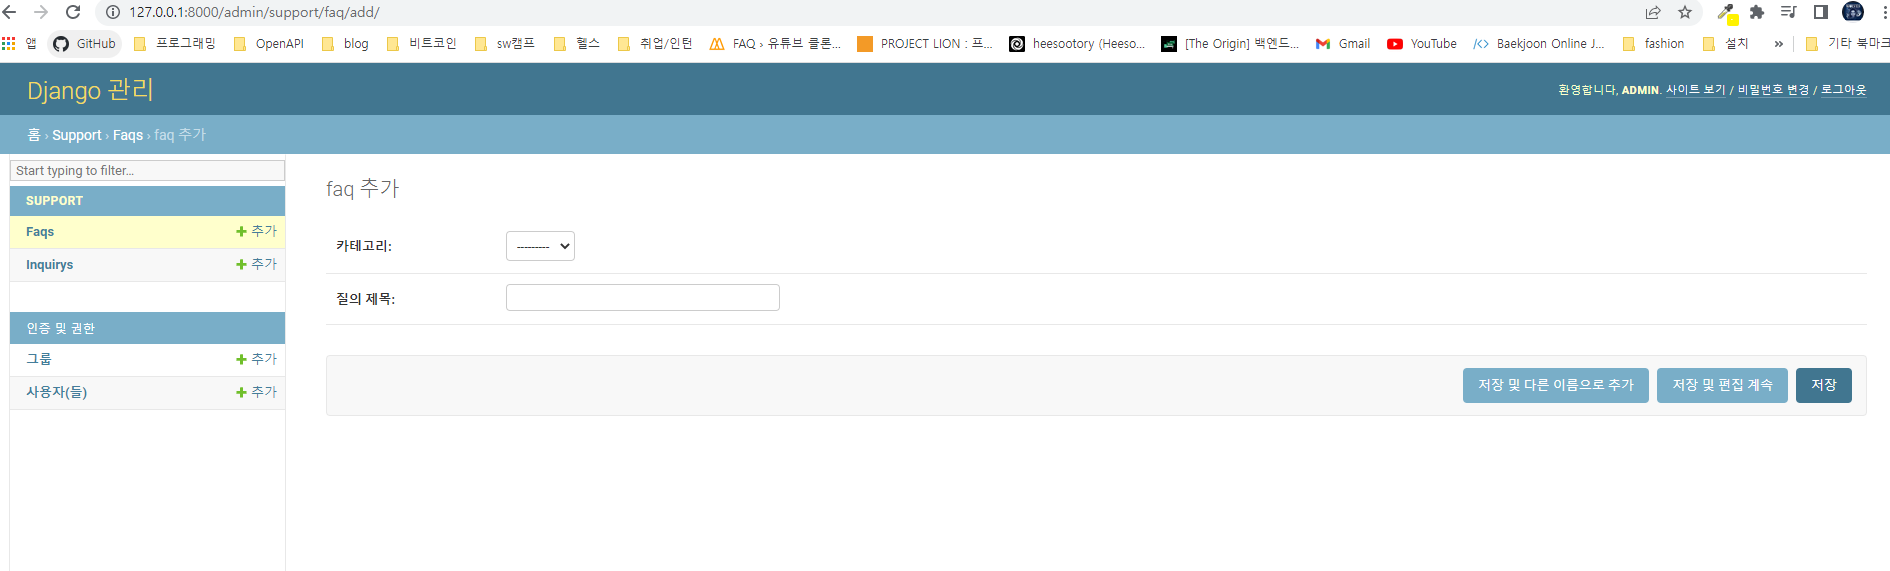 127.0.0.1:8000/admin/support/faq/add/
앱 GitHub 프로그래밍 OpenAPI blog 비트코인 sw캠프 헬스 취업/인턴 FAQ › 유튜브 클론... PROJECT LION : 프... heesootory (Heeso... [The Origin] 백엔드... Gmail YouTube Baekjoon Online J... fashion 설치 » 기타 북마크
Django 관리
환영합니다, ADMIN. 사이트 보기 / 비밀번호 변경 / 로그아웃
홈 › Support › Faqs › faq 추가
Start typing to filter...
SUPPORT
Faqs + 추가
Inquirys + 추가
인증 및 권한
그룹 + 추가
사용자(들) + 추가
faq 추가
카테고리: ---------
질의 제목:
저장 및 다른 이름으로 추가 저장 및 편집 계속 저장